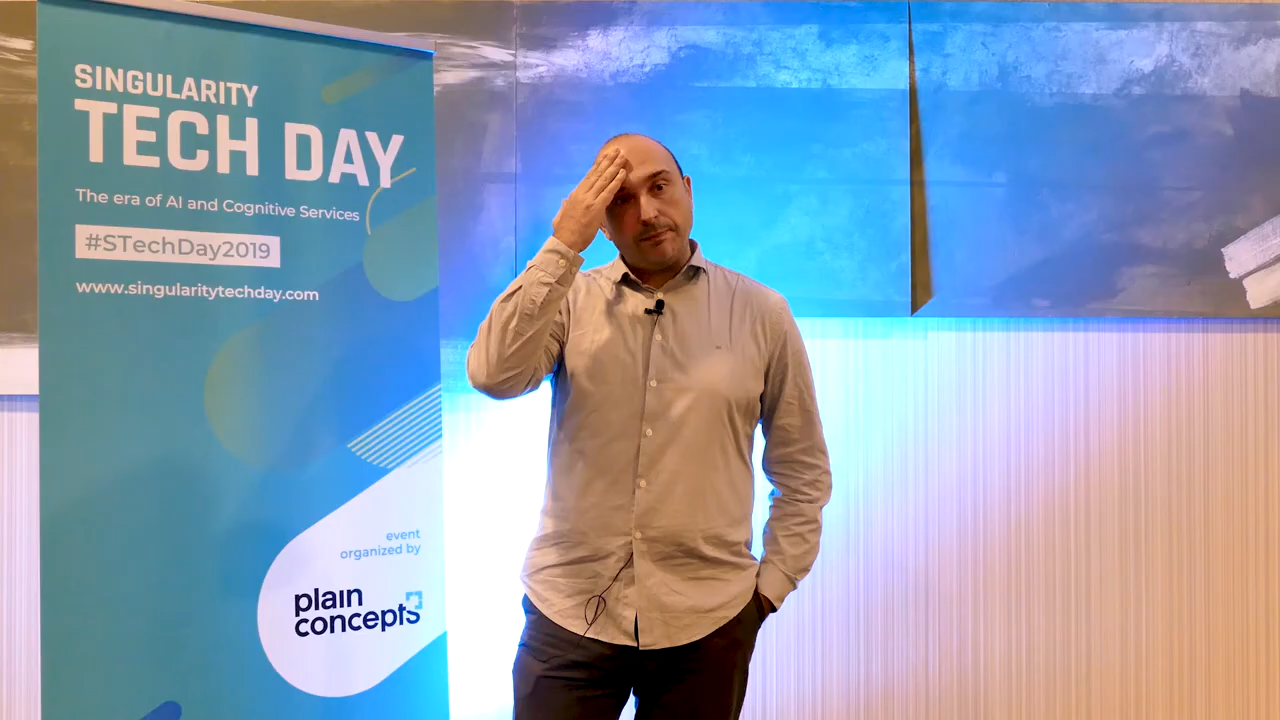 SINGULARITY
TECH DAY
The era of AI and Cognitive Services
#STechDay2019
www.singularitytechday.com
event
organized by
plain
concepts